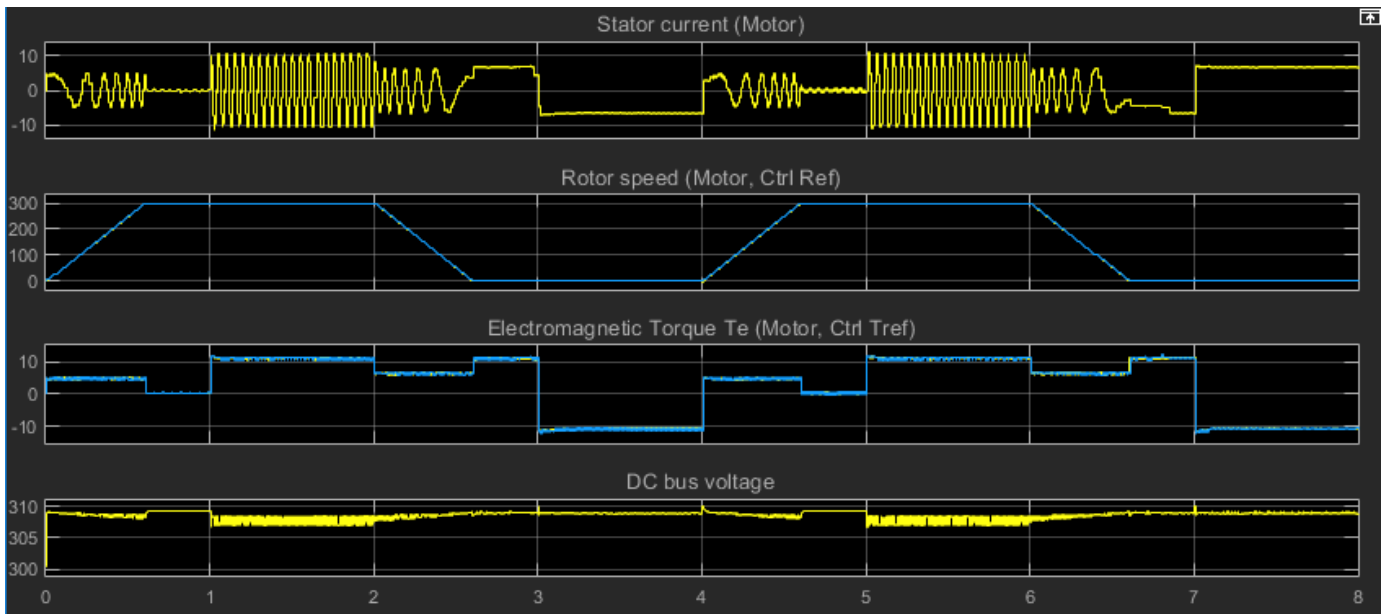 Stator current (Motor)
10
0
-10
Rotor speed (Motor, Ctrl Ref)
300
200
100
0
Electromagnetic Torque Te (Motor, Ctrl Tref)
10
0
-10
DC bus voltage
310
305
300
0 1 2 3 4 5 6 7 8